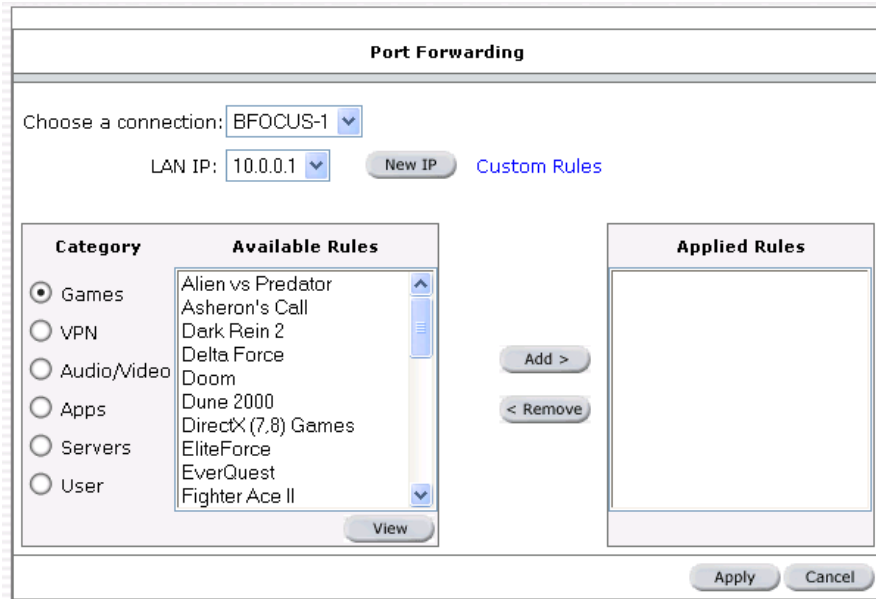 Port Forwarding
Choose a connection: BFOCUS-1
LAN IP: 10.0.0.1 New IP Custom Rules
Category Available Rules Applied Rules
Games
VPN
Audio/Video
Apps
Servers
User
Alien vs Predator
Asheron's Call
Dark Rein 2
Delta Force
Doom
Dune 2000
DirectX (7,8) Games
EliteForce
EverQuest
Fighter Ace II
View
Add >
< Remove
Apply Cancel